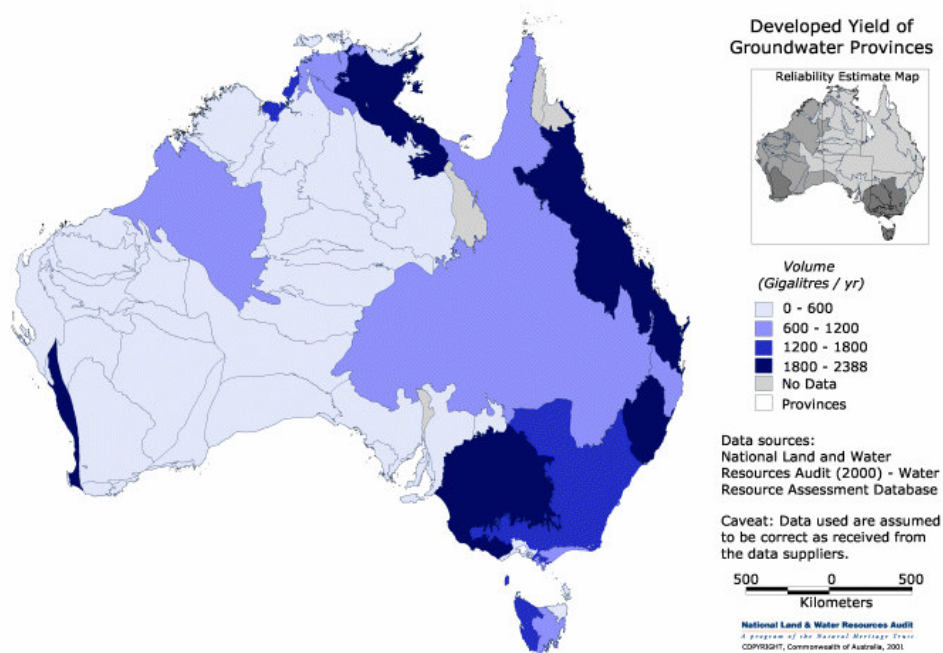 Developed Yield of
Groundwater Provinces
Reliability Estimate Map
Volume
(Gigalitres / yr)
0 - 600
600 - 1200
1200 - 1800
1800 - 2388
No Data
Provinces
Data sources:
National Land and Water
Resources Audit (2000) - Water
Resource Assessment Database
Caveat: Data used are assumed
to be correct as received from
the data suppliers.
500 0 500
Kilometers
National Land & Water Resources Audit
A program of the Natural Heritage Trust
COPYRIGHT, Commonwealth of Australia, 2001